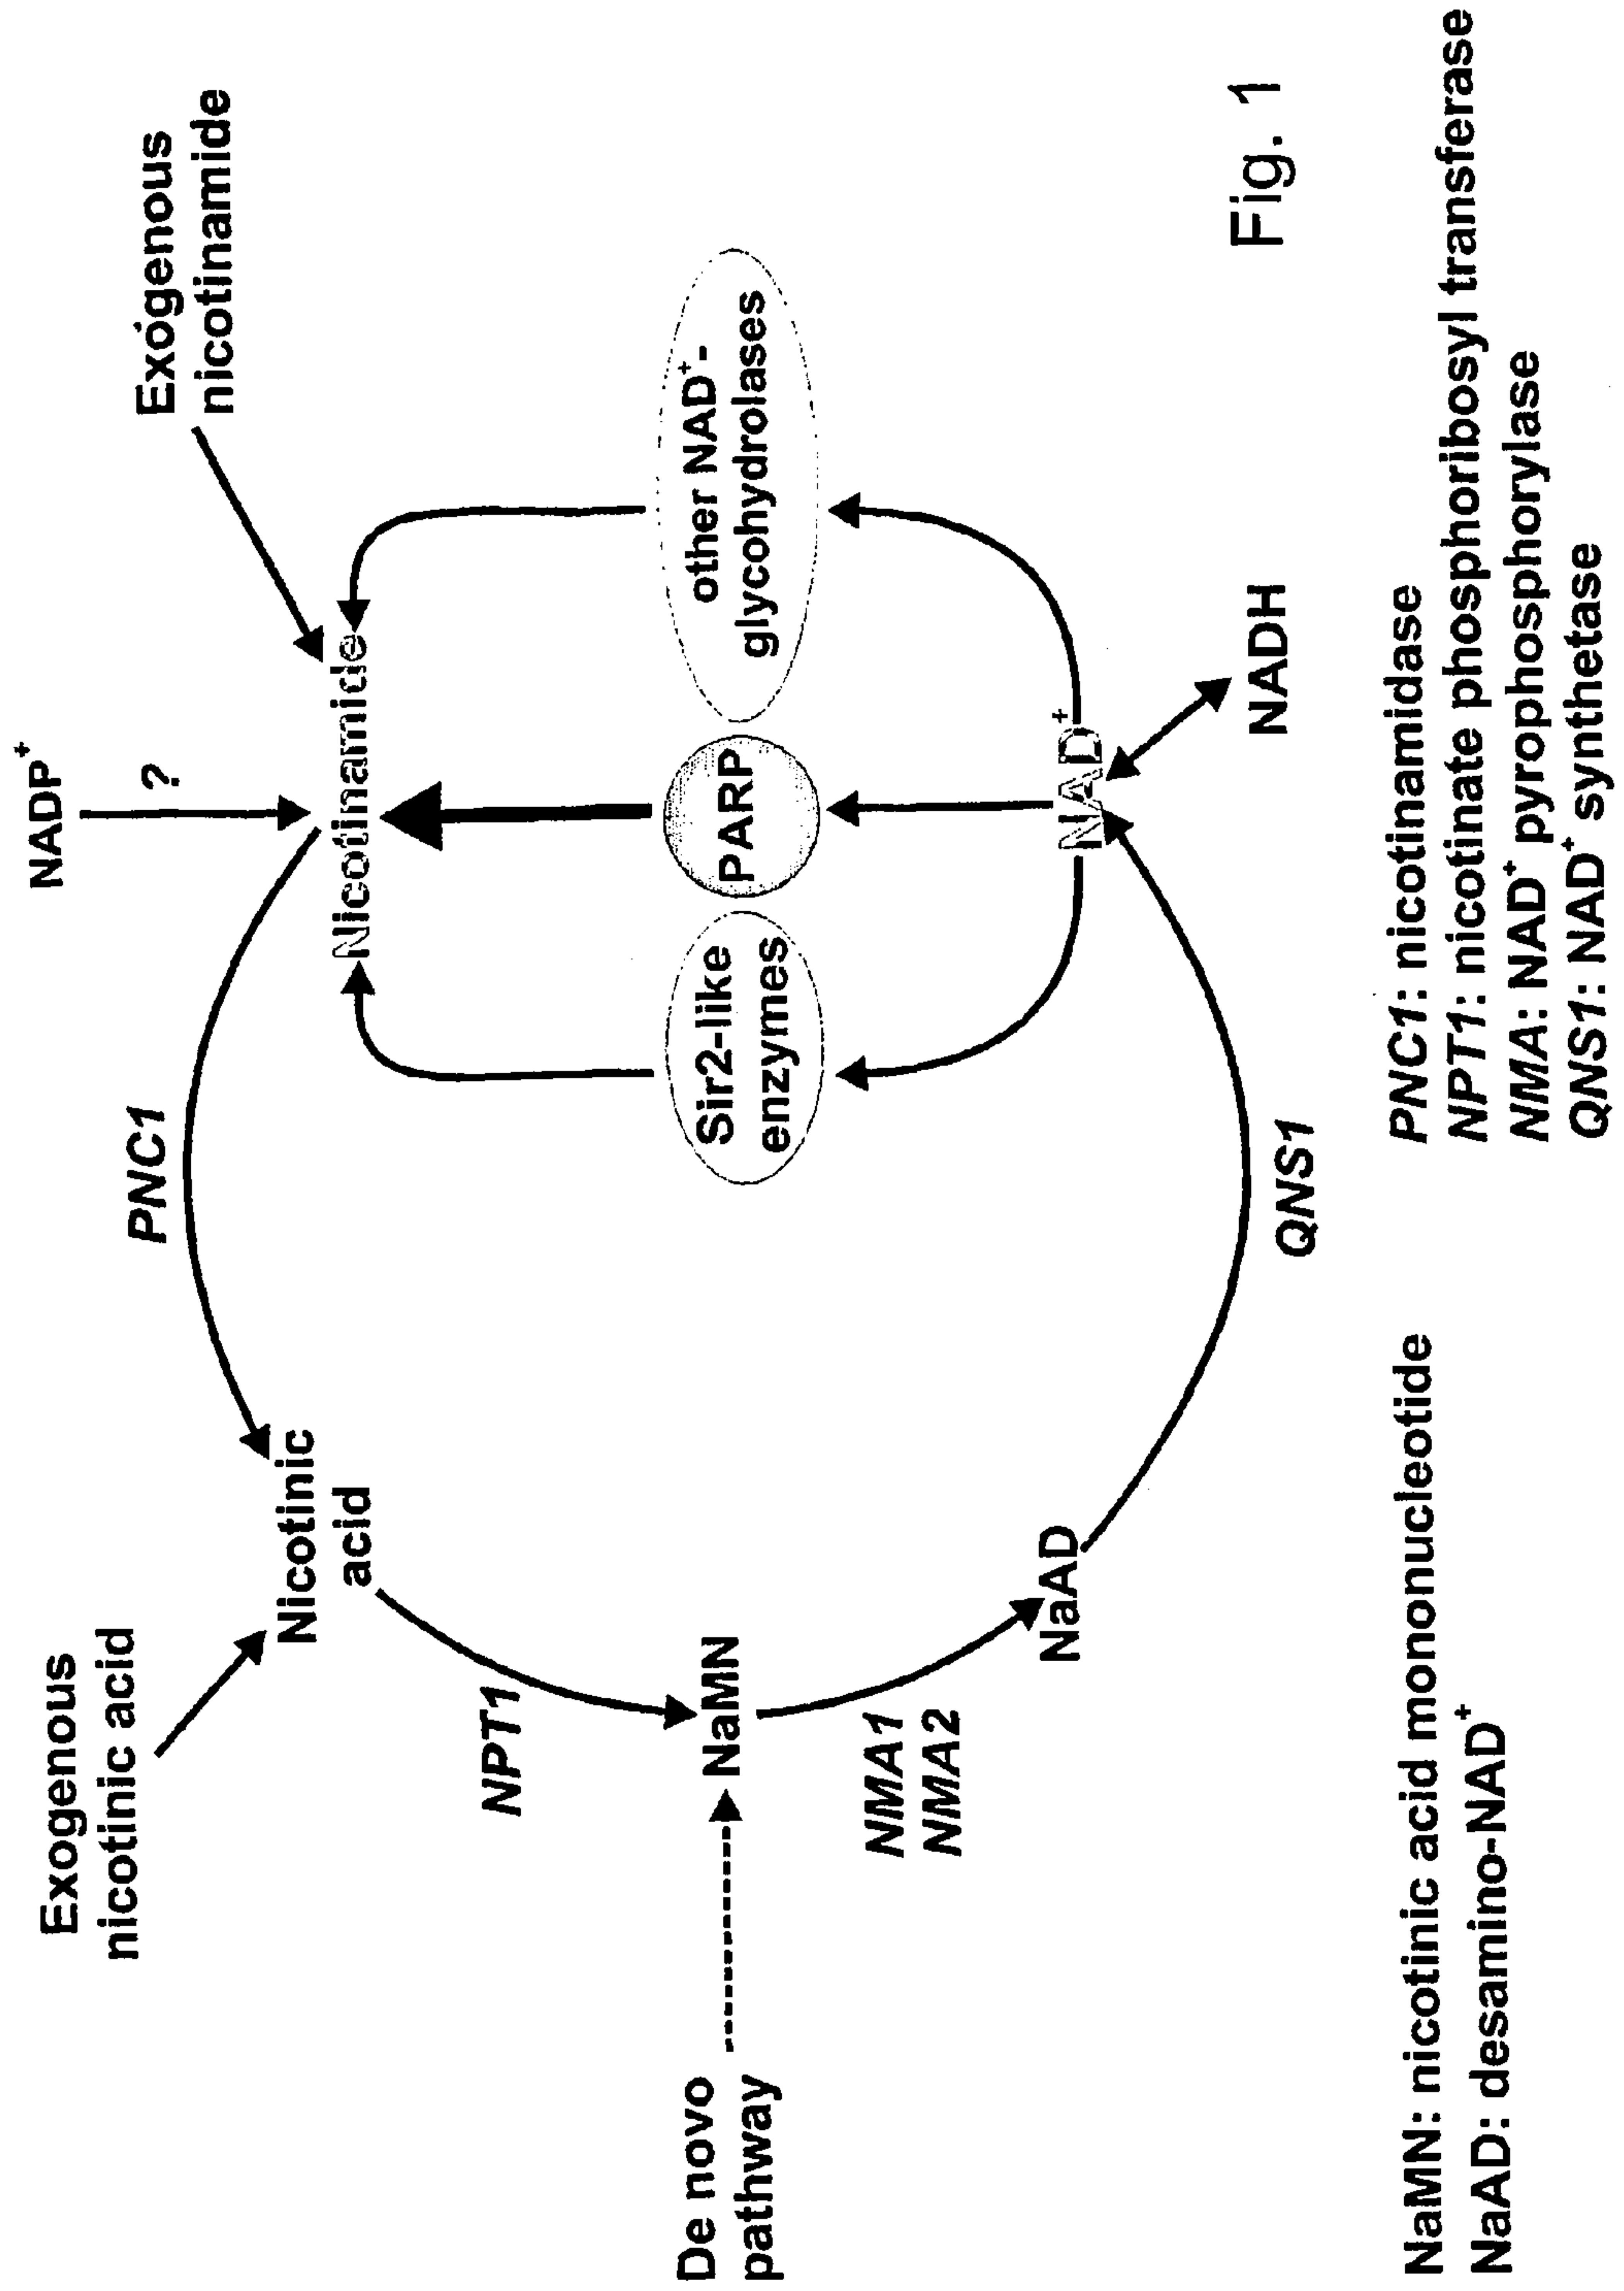 NADP+
?
Exogenous
nicotinic acid
Exogenous
nicotinamide
PNC1
Nicotinic
acid
Nicotinamide
NPT1
De novo
pathway
NaMN
Sir2-like
enzymes
PARP
other NAD+-
glycohydrolases
NMA1
NMA2
NaAD
NAD+
QNS1
NADH
Fig. 1
NaMN: nicotinic acid mononucleotide
NaAD: desamino-NAD+
PNC1: nicotinamidase
NPT1: nicotinate phosphoribosyl transferase
NMA: NAD+ pyrophosphorylase
QNS1: NAD+ synthetase